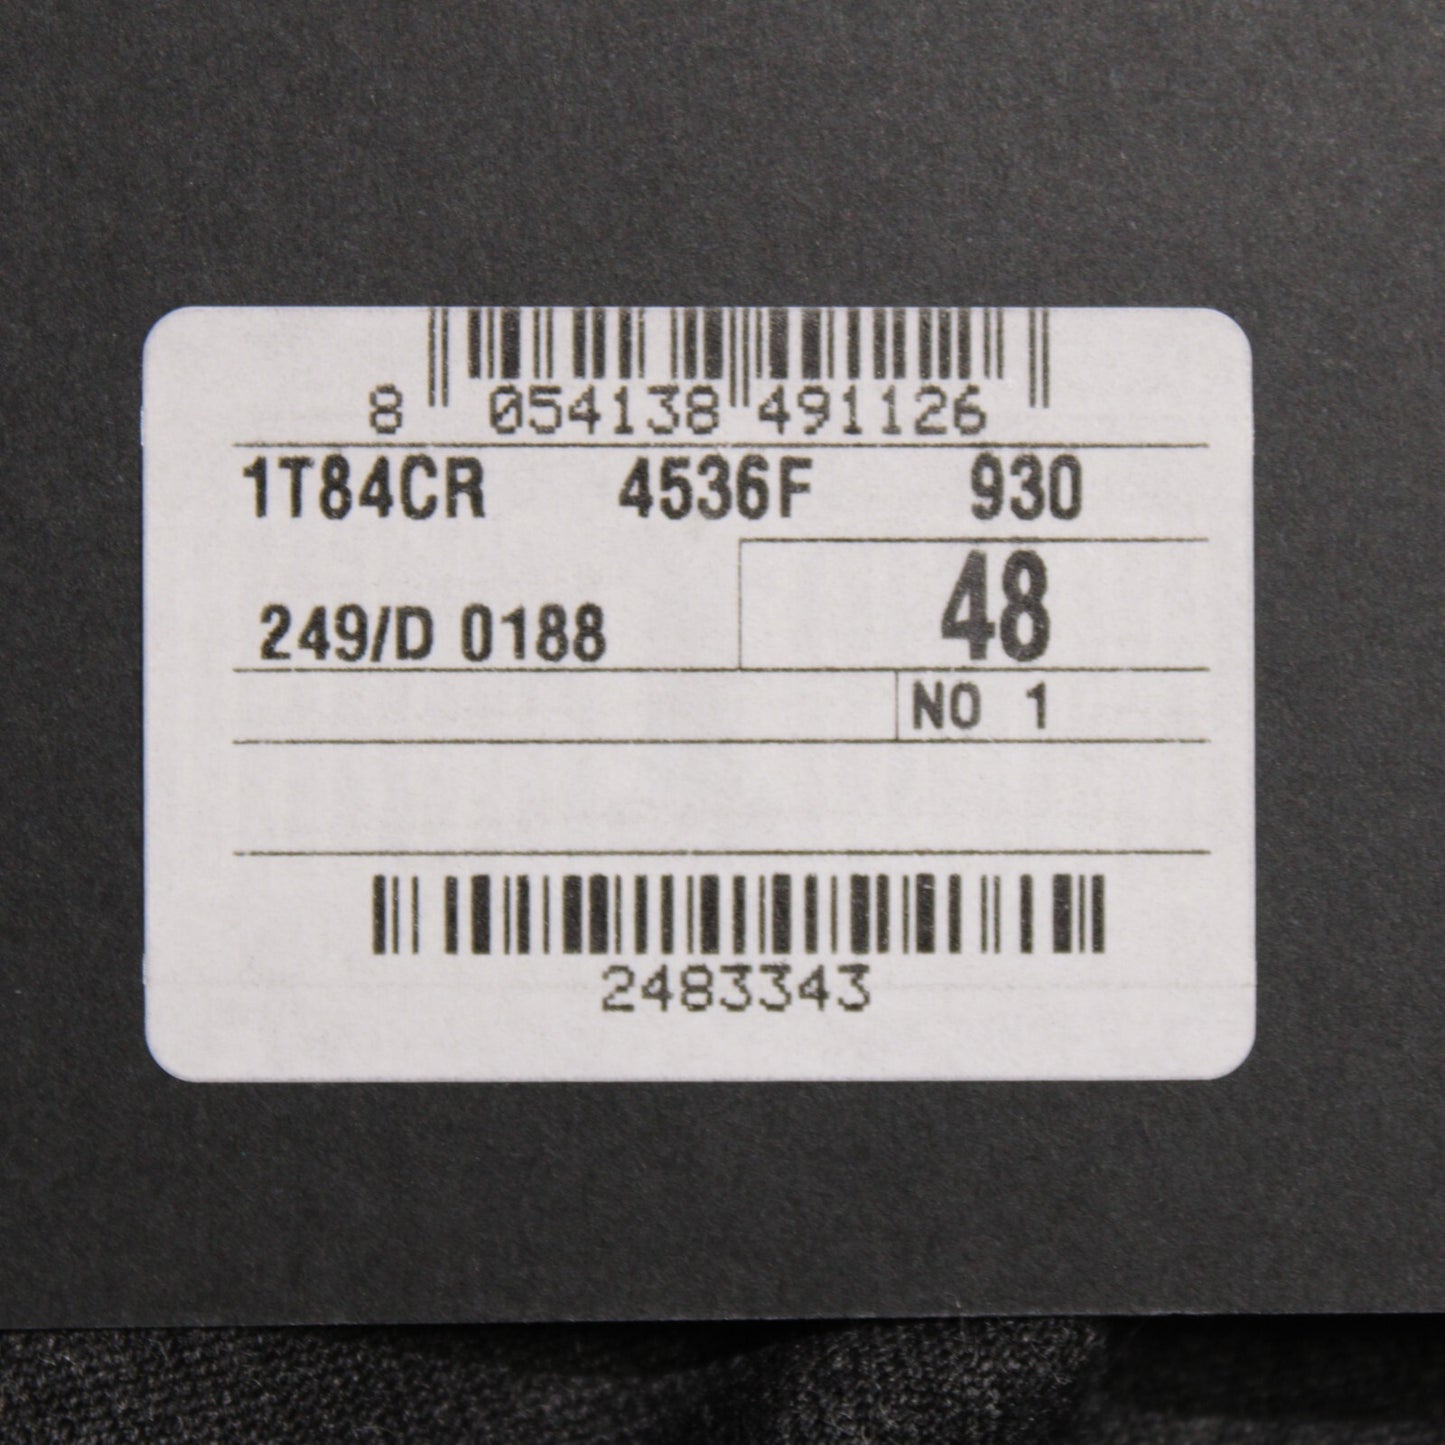 8 054138 491126
1T84CR 4536F 930
48
249/D 0188
NO 1
2483343